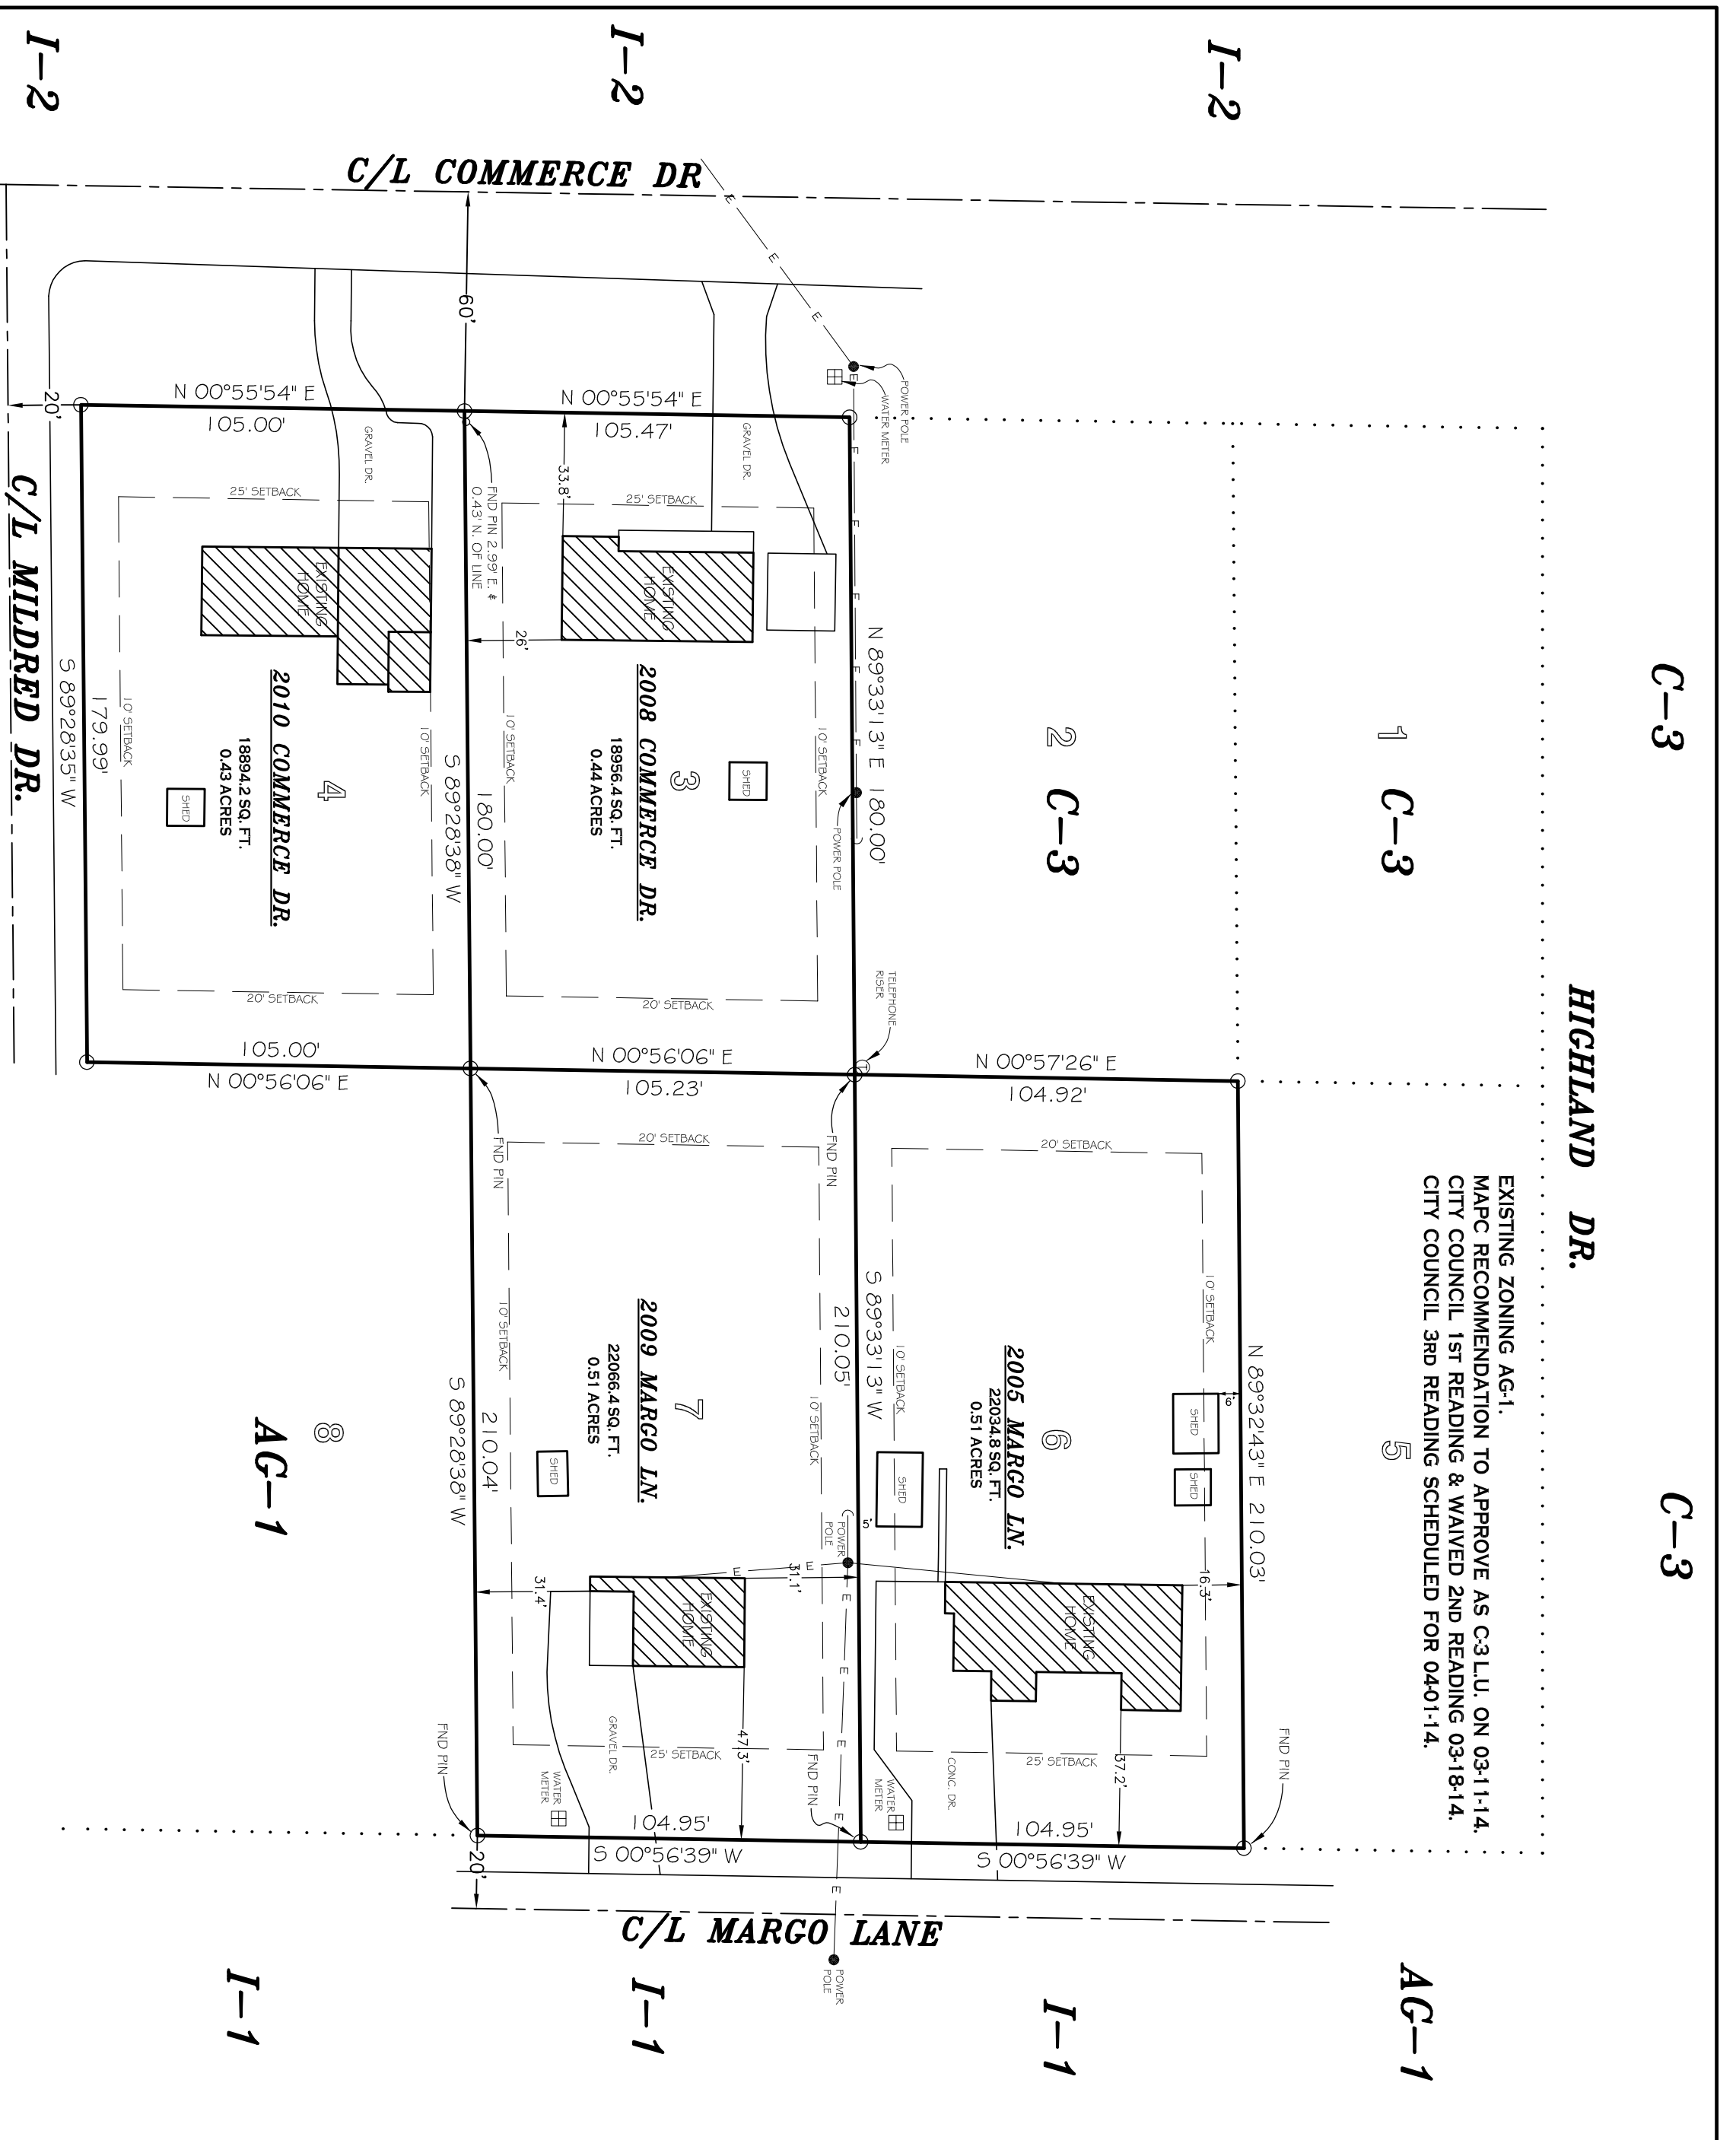 C-3
C-3
HIGHLAND DR.
EXISTING ZONING AG-1.
MAPC RECOMMENDATION TO APPROVE AS C-3 L.U. ON 03-11-14.
CITY COUNCIL 1ST READING & WAIVED 2ND READING 03-18-14.
CITY COUNCIL 3RD READING SCHEDULED FOR 04-01-14.
I-2
1
C-3
5
AG-1
2
C-3
N 89°32'43" E 210.03'
FND PIN
6'
SHED
SHED
16.3'
10' SETBACK
20' SETBACK
N 00°57'26" E
104.92'
6
2005 MARGO LN.
22034.8 SQ. FT.
0.51 ACRES
EXISTING
HOME
37.2'
25' SETBACK
104.95'
S 00°56'39" W
I-1
CONC. DR.
WATER
METER
SHED
5'
10' SETBACK
S 89°33'13" W
210.05'
POWER POLE
WATER METER
E
E
E
E
E
E
E
E
E
E
N 89°33'13" E 180.00'
POWER POLE
TELEPHONE
RISER
T
FND PIN
POWER
POLE
E
E
E
E
E
E
E
POWER
POLE
FND PIN
I-2
C/L COMMERCE DR
N 00°55'54" E
105.47'
GRAVEL DR.
33.8'
25' SETBACK
EXISTING
HOME
SHED
10' SETBACK
3
2008 COMMERCE DR.
18956.4 SQ. FT.
0.44 ACRES
26'
10' SETBACK
20' SETBACK
N 00°56'06" E
105.23'
20' SETBACK
10' SETBACK
7
2009 MARGO LN.
22066.4 SQ. FT.
0.51 ACRES
SHED
31.1'
EXISTING
HOME
31.4'
47.3'
25' SETBACK
GRAVEL DR.
WATER
METER
10' SETBACK
104.95'
S 00°56'39" W
C/L MARGO LANE
I-1
60'
FND PIN 2.99' E. &
0.43' N. OF LINE
180.00'
S 89°28'38" W
FND PIN
210.04'
S 89°28'38" W
FND PIN
20'
N 00°55'54" E
105.00'
GRAVEL DR.
25' SETBACK
EXISTING
HOME
10' SETBACK
4
2010 COMMERCE DR.
18894.2 SQ. FT.
0.43 ACRES
SHED
10' SETBACK
20' SETBACK
105.00'
N 00°56'06" E
8
AG-1
I-1
179.99'
S 89°28'35" W
20'
C/L MILDRED DR.
I-2